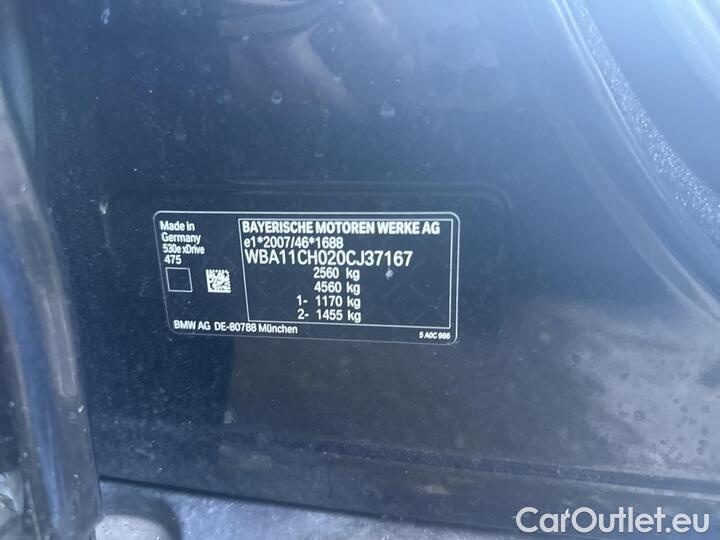 Made in
Germany
530e xDrive
475
BAYERISCHE MOTOREN WERKE AG
e1*2007/46*1688
WBA11CH020CJ37167
2560 kg
4560 kg
1- 1170 kg
2- 1455 kg
BMW AG DE-80788 München
5 A0C 986
CarOutlet.eu